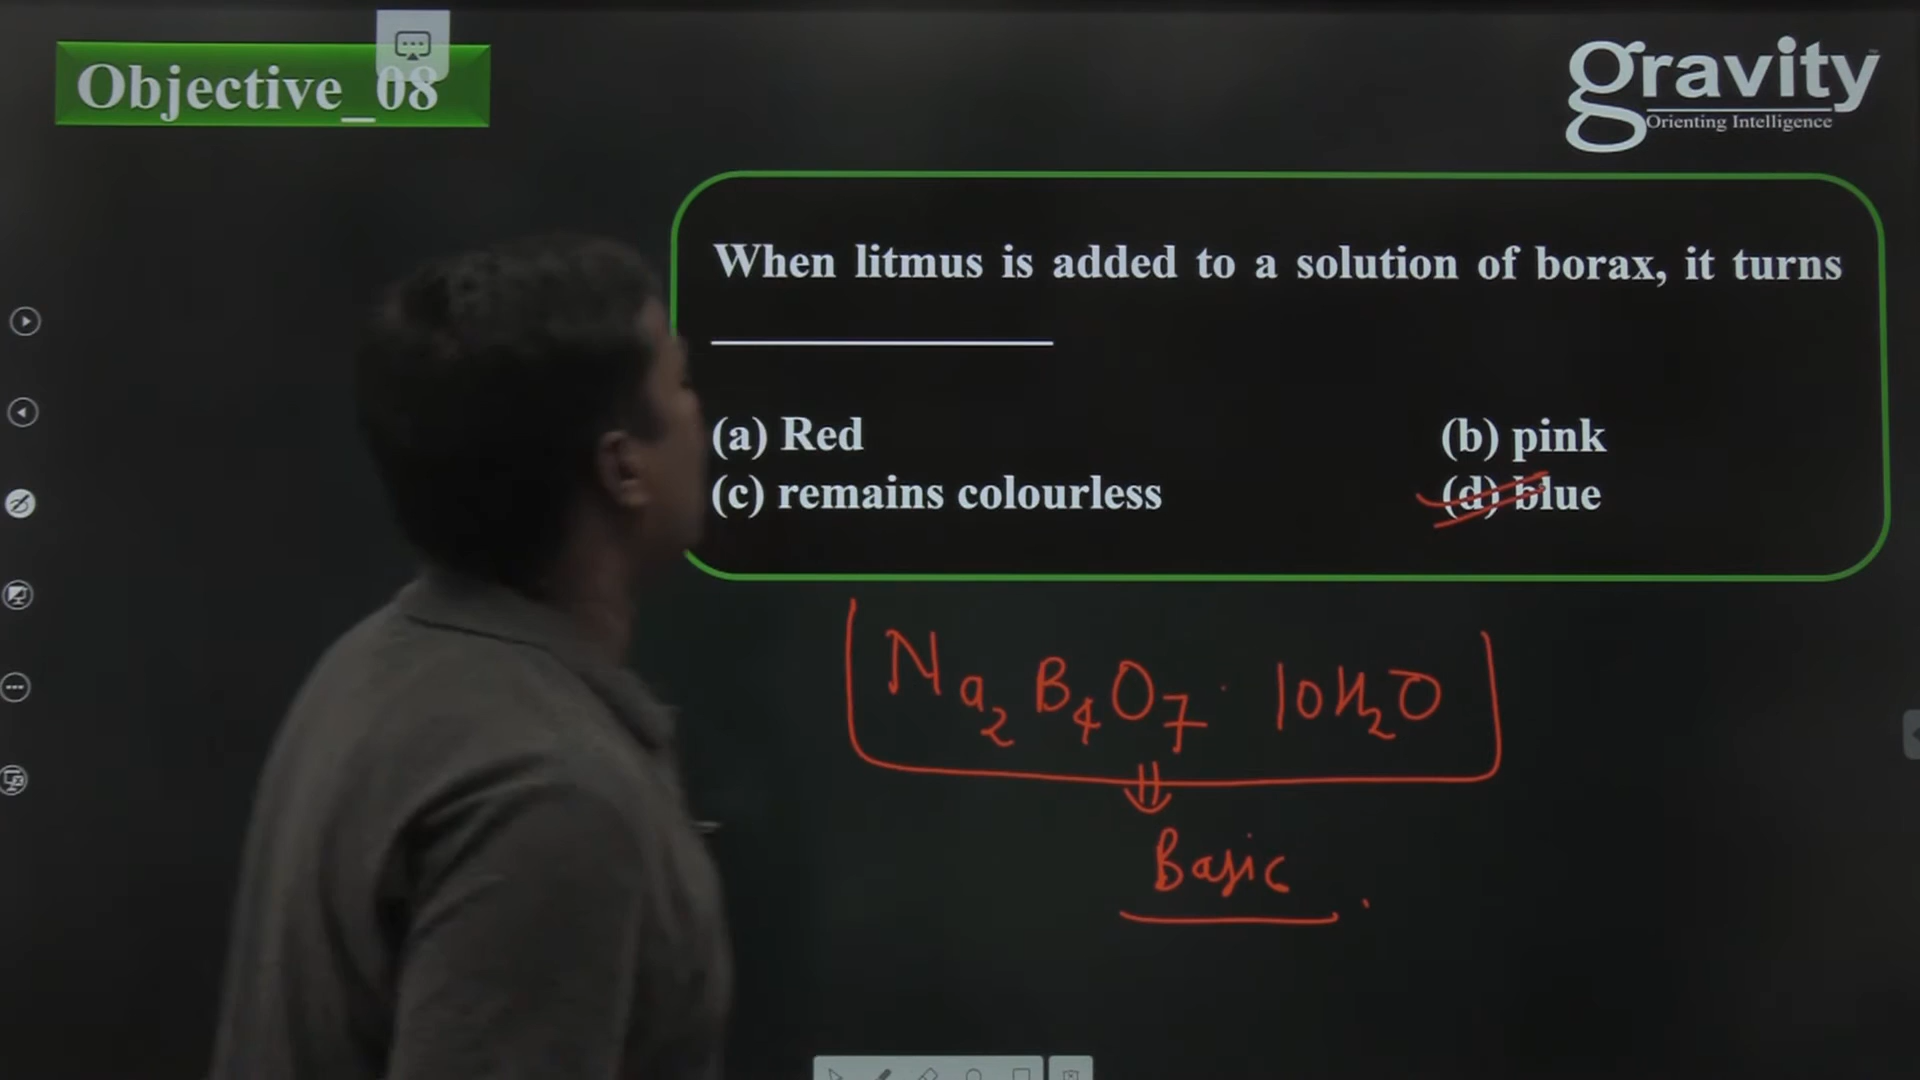 Objective_08
gravity
Orienting Intelligence
When litmus is added to a solution of borax, it turns
(a) Red
(b) pink
(c) remains colourless
(d) blue
Na₂B₄O₇ · 10H₂O
Basic